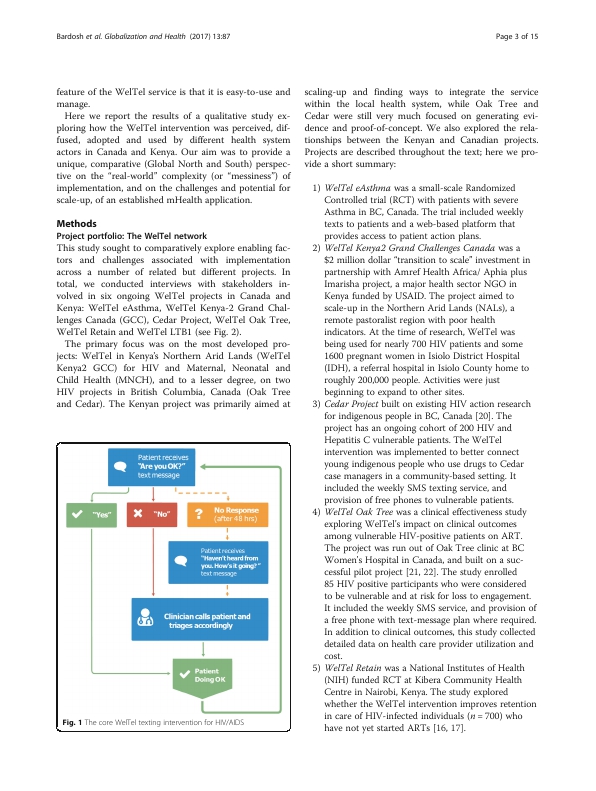 Bardosh et al. Globalization and Health (2017) 13:87
Page 3 of 15
feature of the WelTel service is that it is easy-to-use and
manage.
Here we report the results of a qualitative study ex-
ploring how the WelTel intervention was perceived, dif-
fused, adopted and used by different health system
actors in Canada and Kenya. Our aim was to provide a
unique, comparative (Global North and South) perspec-
tive on the “real-world” complexity (or “messiness”) of
implementation, and on the challenges and potential for
scale-up, of an established mHealth application.
Methods
Project portfolio: The WelTel network
This study sought to comparatively explore enabling fac-
tors and challenges associated with implementation
across a number of related but different projects. In
total, we conducted interviews with stakeholders in-
volved in six ongoing WelTel projects in Canada and
Kenya: WelTel eAsthma, WelTel Kenya-2 Grand Chal-
lenges Canada (GCC), Cedar Project, WelTel Oak Tree,
WelTel Retain and WelTel LTB1 (see Fig. 2).
The primary focus was on the most developed pro-
jects: WelTel in Kenya’s Northern Arid Lands (WelTel
Kenya2 GCC) for HIV and Maternal, Neonatal and
Child Health (MNCH), and to a lesser degree, on two
HIV projects in British Columbia, Canada (Oak Tree
and Cedar). The Kenyan project was primarily aimed at
Patient receives
"Are you OK?"
text message
"Yes"
"No"
No Response
(after 48 hrs)
Patient receives
"Haven't heard from
you. How's it going?"
text message
Clinician calls patient and
triages accordingly
Patient
Doing OK
Fig. 1 The core WelTel texting intervention for HIV/AIDS
scaling-up and finding ways to integrate the service
within the local health system, while Oak Tree and
Cedar were still very much focused on generating evi-
dence and proof-of-concept. We also explored the rela-
tionships between the Kenyan and Canadian projects.
Projects are described throughout the text; here we pro-
vide a short summary:
1) WelTel eAsthma was a small-scale Randomized
Controlled trial (RCT) with patients with severe
Asthma in BC, Canada. The trial included weekly
texts to patients and a web-based platform that
provides access to patient action plans.
2) WelTel Kenya2 Grand Challenges Canada was a
$2 million dollar “transition to scale” investment in
partnership with Amref Health Africa/ Aphia plus
Imarisha project, a major health sector NGO in
Kenya funded by USAID. The project aimed to
scale-up in the Northern Arid Lands (NALs), a
remote pastoralist region with poor health
indicators. At the time of research, WelTel was
being used for nearly 700 HIV patients and some
1600 pregnant women in Isiolo District Hospital
(IDH), a referral hospital in Isiolo County home to
roughly 200,000 people. Activities were just
beginning to expand to other sites.
3) Cedar Project built on existing HIV action research
for indigenous people in BC, Canada [20]. The
project has an ongoing cohort of 200 HIV and
Hepatitis C vulnerable patients. The WelTel
intervention was implemented to better connect
young indigenous people who use drugs to Cedar
case managers in a community-based setting. It
included the weekly SMS texting service, and
provision of free phones to vulnerable patients.
4) WelTel Oak Tree was a clinical effectiveness study
exploring WelTel’s impact on clinical outcomes
among vulnerable HIV-positive patients on ART.
The project was run out of Oak Tree clinic at BC
Women’s Hospital in Canada, and built on a suc-
cessful pilot project [21, 22]. The study enrolled
85 HIV positive participants who were considered
to be vulnerable and at risk for loss to engagement.
It included the weekly SMS service, and provision of
a free phone with text-message plan where required.
In addition to clinical outcomes, this study collected
detailed data on health care provider utilization and
cost.
5) WelTel Retain was a National Institutes of Health
(NIH) funded RCT at Kibera Community Health
Centre in Nairobi, Kenya. The study explored
whether the WelTel intervention improves retention
in care of HIV-infected individuals (n = 700) who
have not yet started ARTs [16, 17].